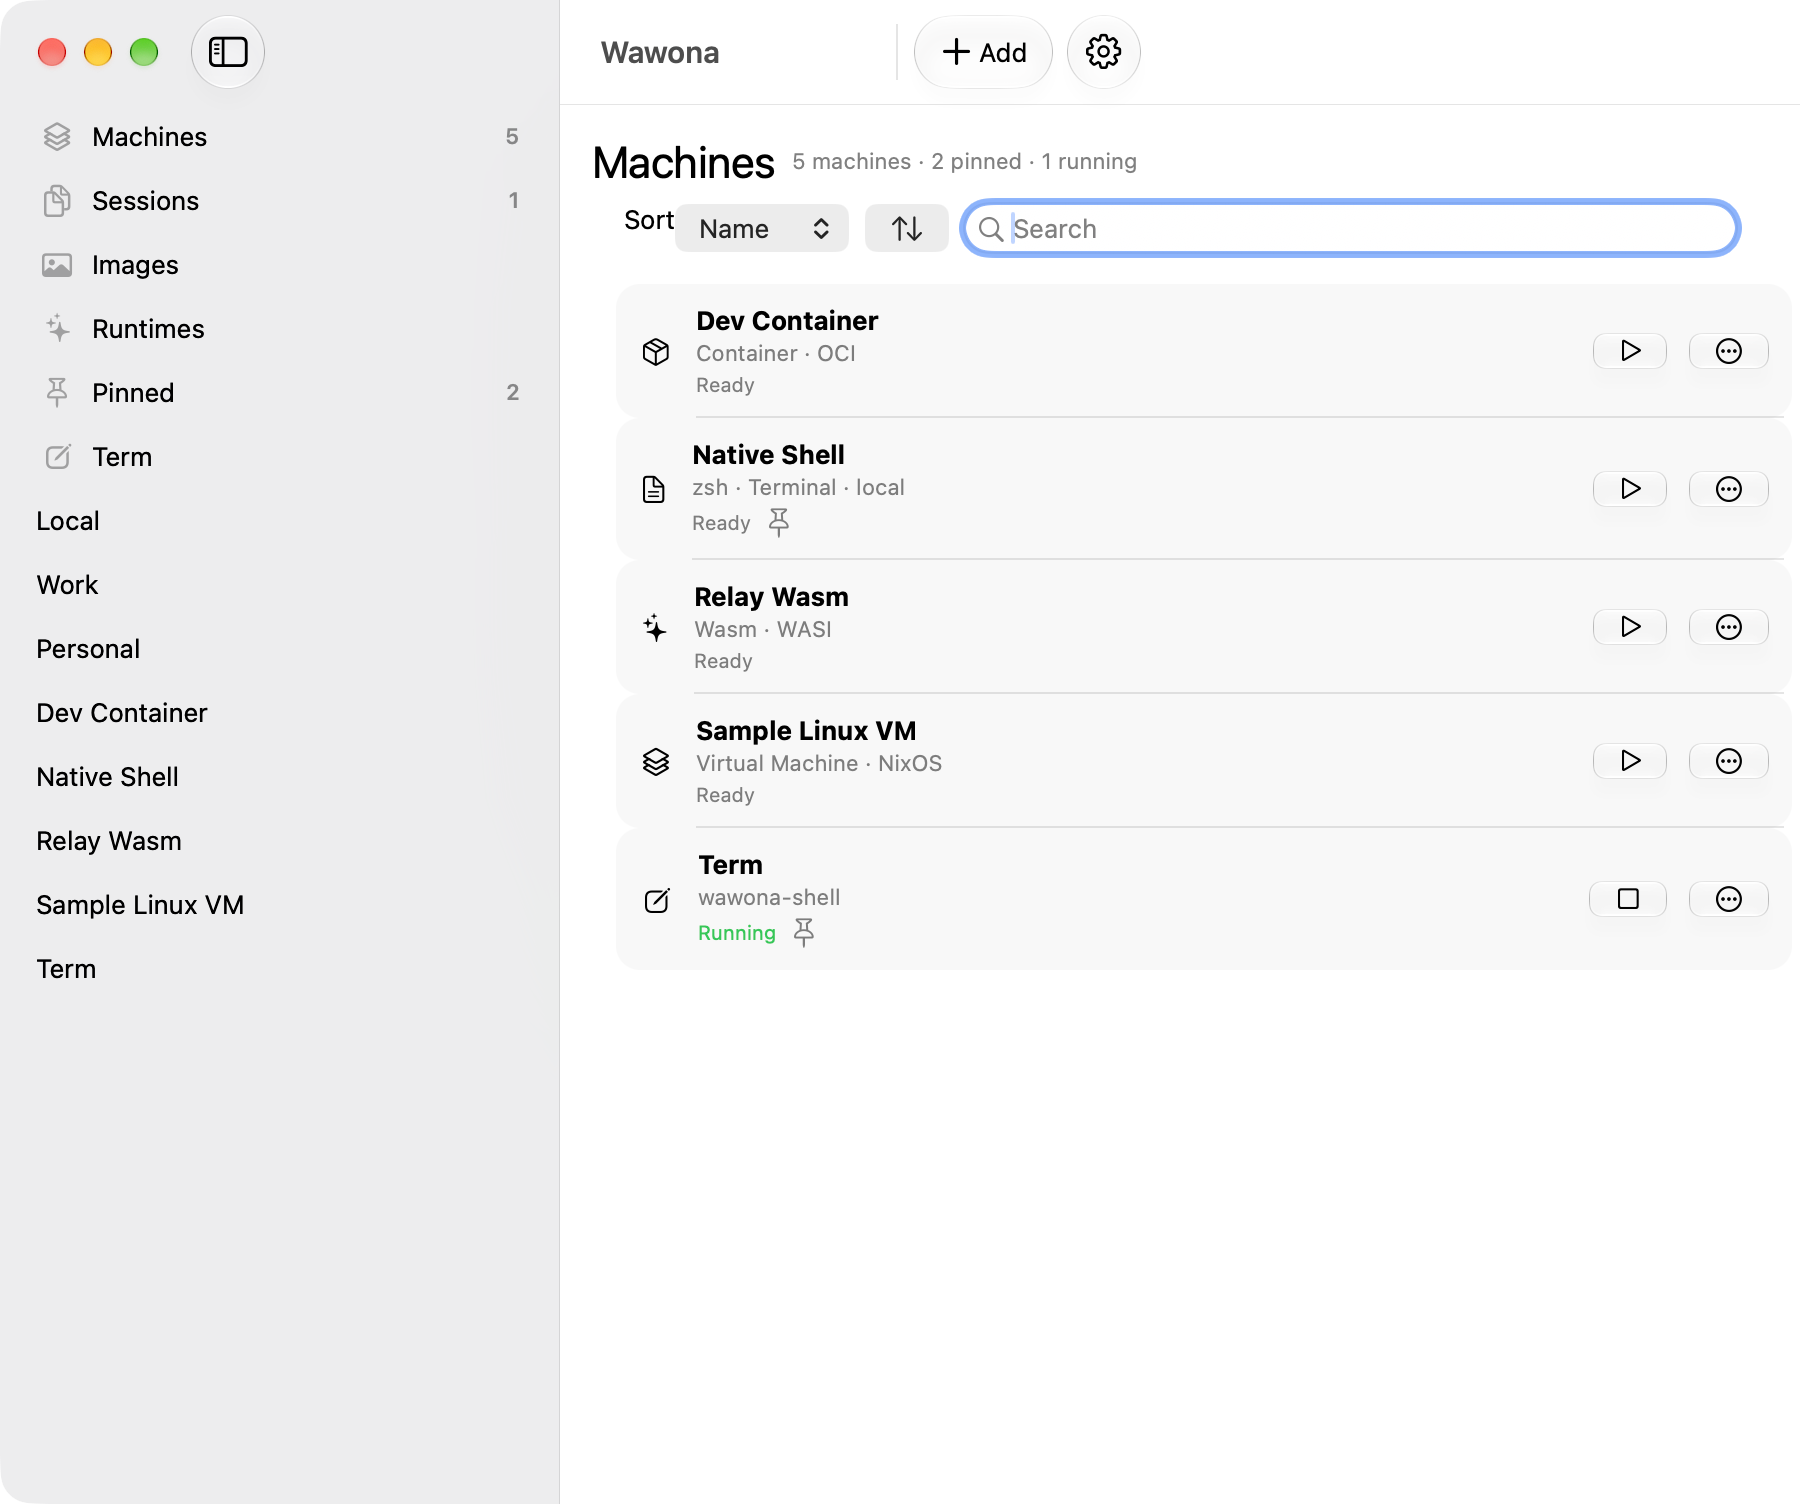 Machines 5
Sessions 1
Images
Runtimes
Pinned 2
Term
Local
Work
Personal
Dev Container
Native Shell
Relay Wasm
Sample Linux VM
Term
Wawona
Add
Machines 5 machines · 2 pinned · 1 running
Sort Name Search
Dev Container
Container · OCI
Ready
Native Shell
zsh · Terminal · local
Ready
Relay Wasm
Wasm · WASI
Ready
Sample Linux VM
Virtual Machine · NixOS
Ready
Term
wawona-shell
Running